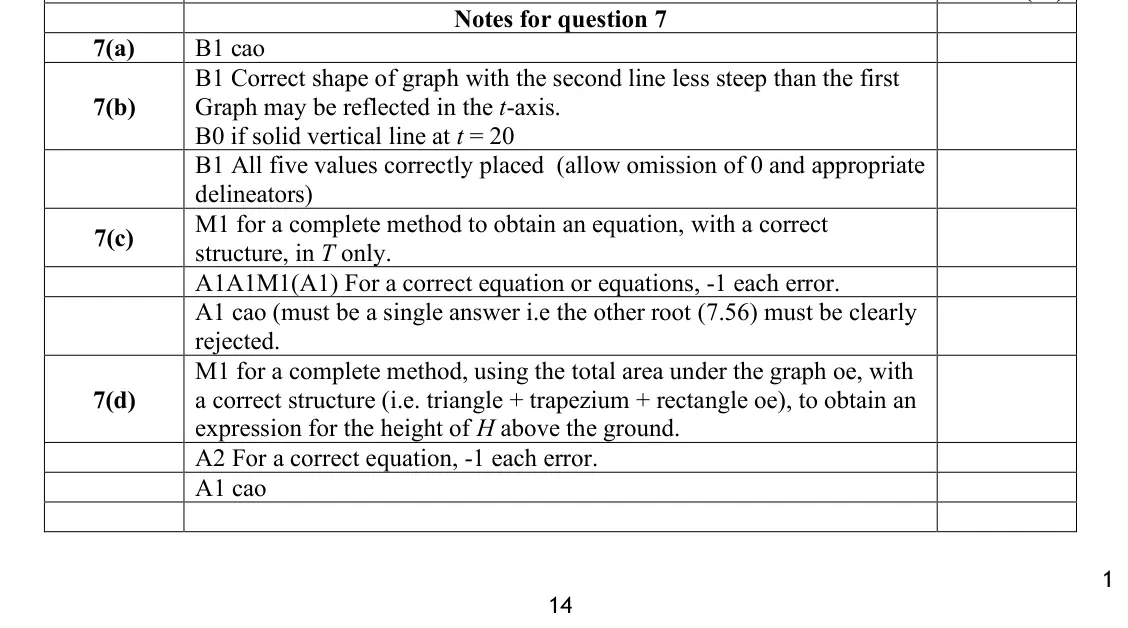 Notes for question 7
7(a) B1 cao
B1 Correct shape of graph with the second line less steep than the first
7(b) Graph may be reflected in the t-axis.
B0 if solid vertical line at t = 20
B1 All five values correctly placed (allow omission of 0 and appropriate
delineators)
7(c) M1 for a complete method to obtain an equation, with a correct
structure, in T only.
A1A1M1(A1) For a correct equation or equations, -1 each error.
A1 cao (must be a single answer i.e the other root (7.56) must be clearly
rejected.
M1 for a complete method, using the total area under the graph oe, with
7(d) a correct structure (i.e. triangle + trapezium + rectangle oe), to obtain an
expression for the height of H above the ground.
A2 For a correct equation, -1 each error.
A1 cao
1
14